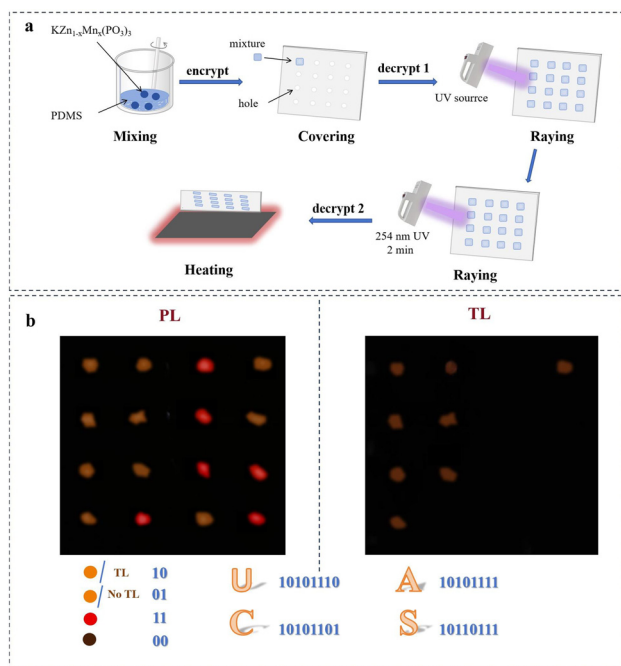 a
KZn1-xMnx(PO3)3
PDMS
Mixing
encrypt
mixture
hole
Covering
decrypt 1
UV sourrce
Raying
254 nm UV
2 min
Raying
decrypt 2
Heating
b
PL
TL
/ TL 10
/ No TL 01
11
00
U 10101110
C 10101101
A 10101111
S 10110111